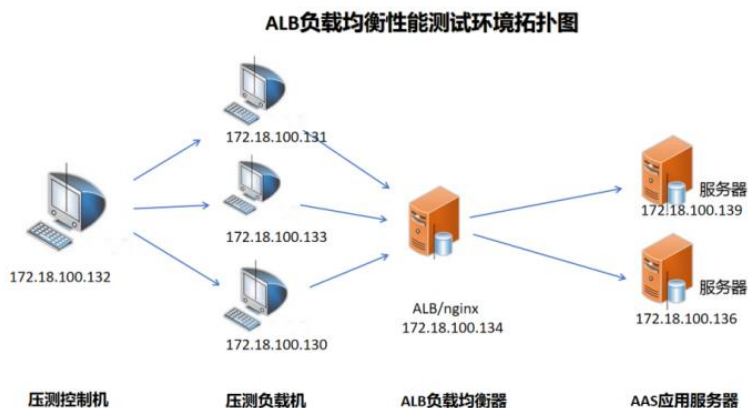 ALB负载均衡性能测试环境拓扑图
172.18.100.131
172.18.100.133
172.18.100.132
172.18.100.130
ALB/nginx
172.18.100.134
服务器
172.18.100.139
服务器
172.18.100.136
压测控制机
压测负载机
ALB负载均衡器
AAS应用服务器